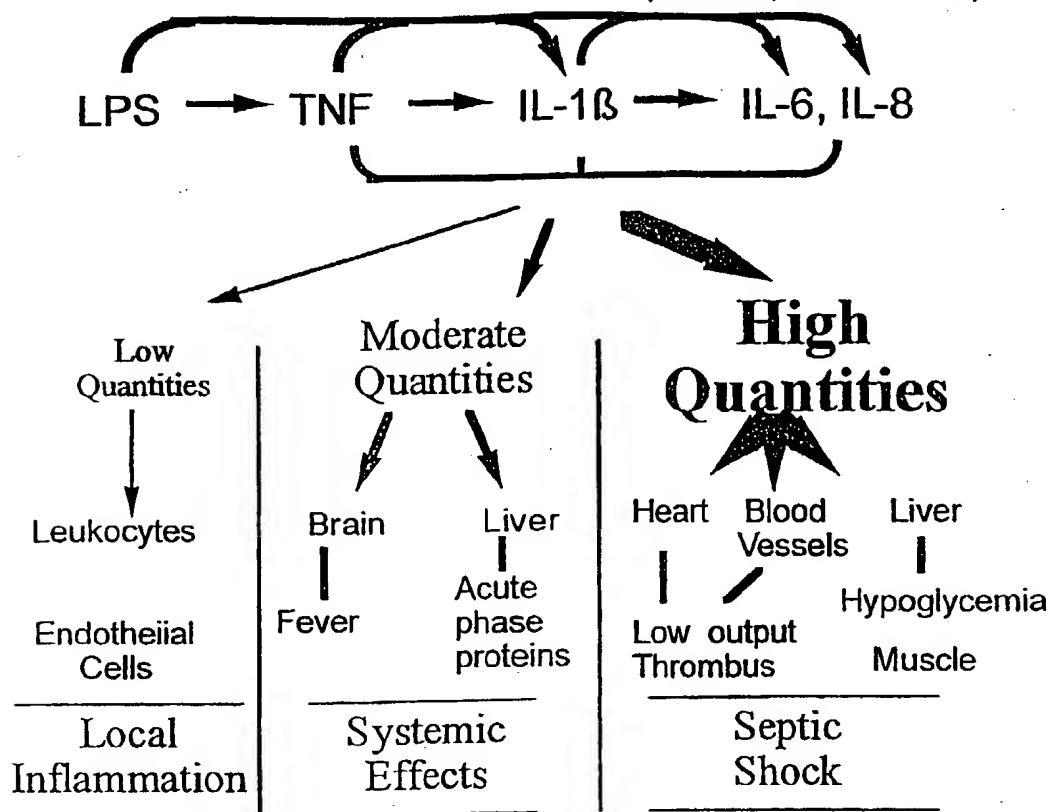 LPS TNF IL-1ß IL-6, IL-8
Low
Quantities
Leukocytes
Endotheiial
Cells
Local
Inflammation
Moderate
Quantities
Brain Liver
Fever
Acute
phase
proteins
Systemic
Effects
High
Quantities
Heart Blood
Vessels
Liver
Low output
Thrombus
Hypoglycemia
Muscle
Septic
Shock